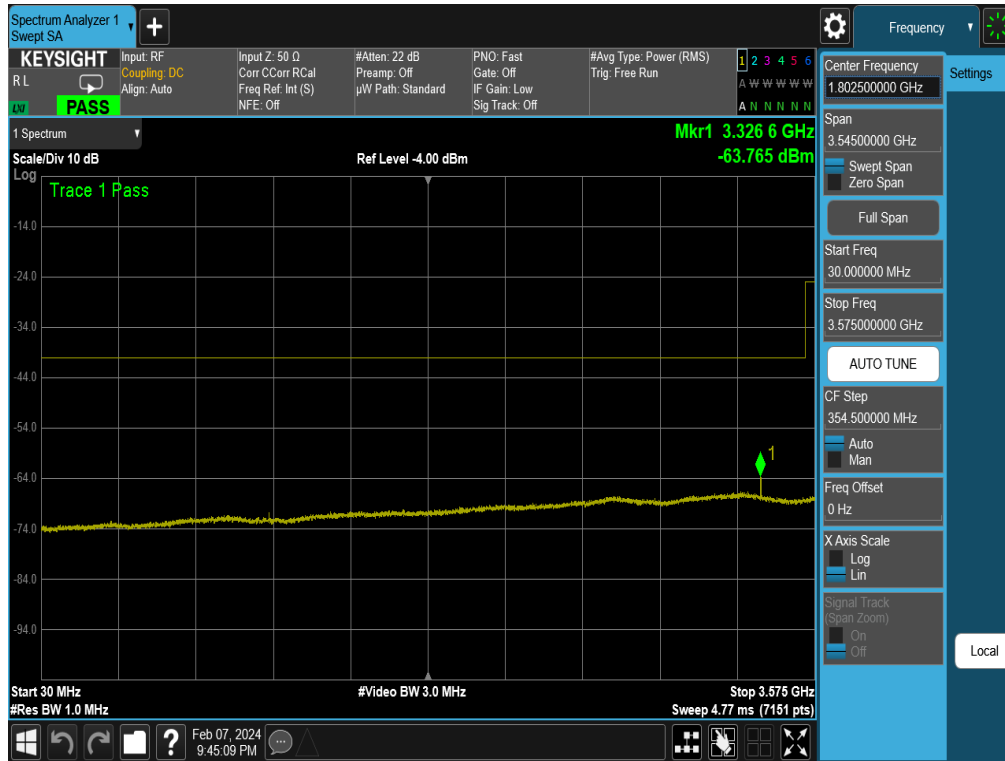 Spectrum Analyzer 1
Swept SA
Frequency
KEYSIGHT
R L
LXI
PASS
Input: RF
Coupling: DC
Align: Auto
Input Z: 50 Ω
Corr CCorr RCal
Freq Ref: Int (S)
NFE: Off
#Atten: 22 dB
Preamp: Off
µW Path: Standard
PNO: Fast
Gate: Off
IF Gain: Low
Sig Track: Off
#Avg Type: Power (RMS)
Trig: Free Run
1 2 3 4 5 6
A W W W W W
A N N N N N
1 Spectrum
Mkr1 3.326 6 GHz
Scale/Div 10 dB
Ref Level -4.00 dBm
-63.765 dBm
Log
Trace 1 Pass
-14.0
-24.0
-34.0
-44.0
-54.0
1
-64.0
-74.0
-84.0
-94.0
Start 30 MHz
#Video BW 3.0 MHz
Stop 3.575 GHz
#Res BW 1.0 MHz
Sweep 4.77 ms (7151 pts)
Center Frequency
1.802500000 GHz
Settings
Span
3.54500000 GHz
Swept Span
Zero Span
Full Span
Start Freq
30.000000 MHz
Stop Freq
3.575000000 GHz
AUTO TUNE
CF Step
354.500000 MHz
Auto
Man
Freq Offset
0 Hz
X Axis Scale
Log
Lin
Signal Track
(Span Zoom)
On
Off
Local
?
Feb 07, 2024
9:45:09 PM